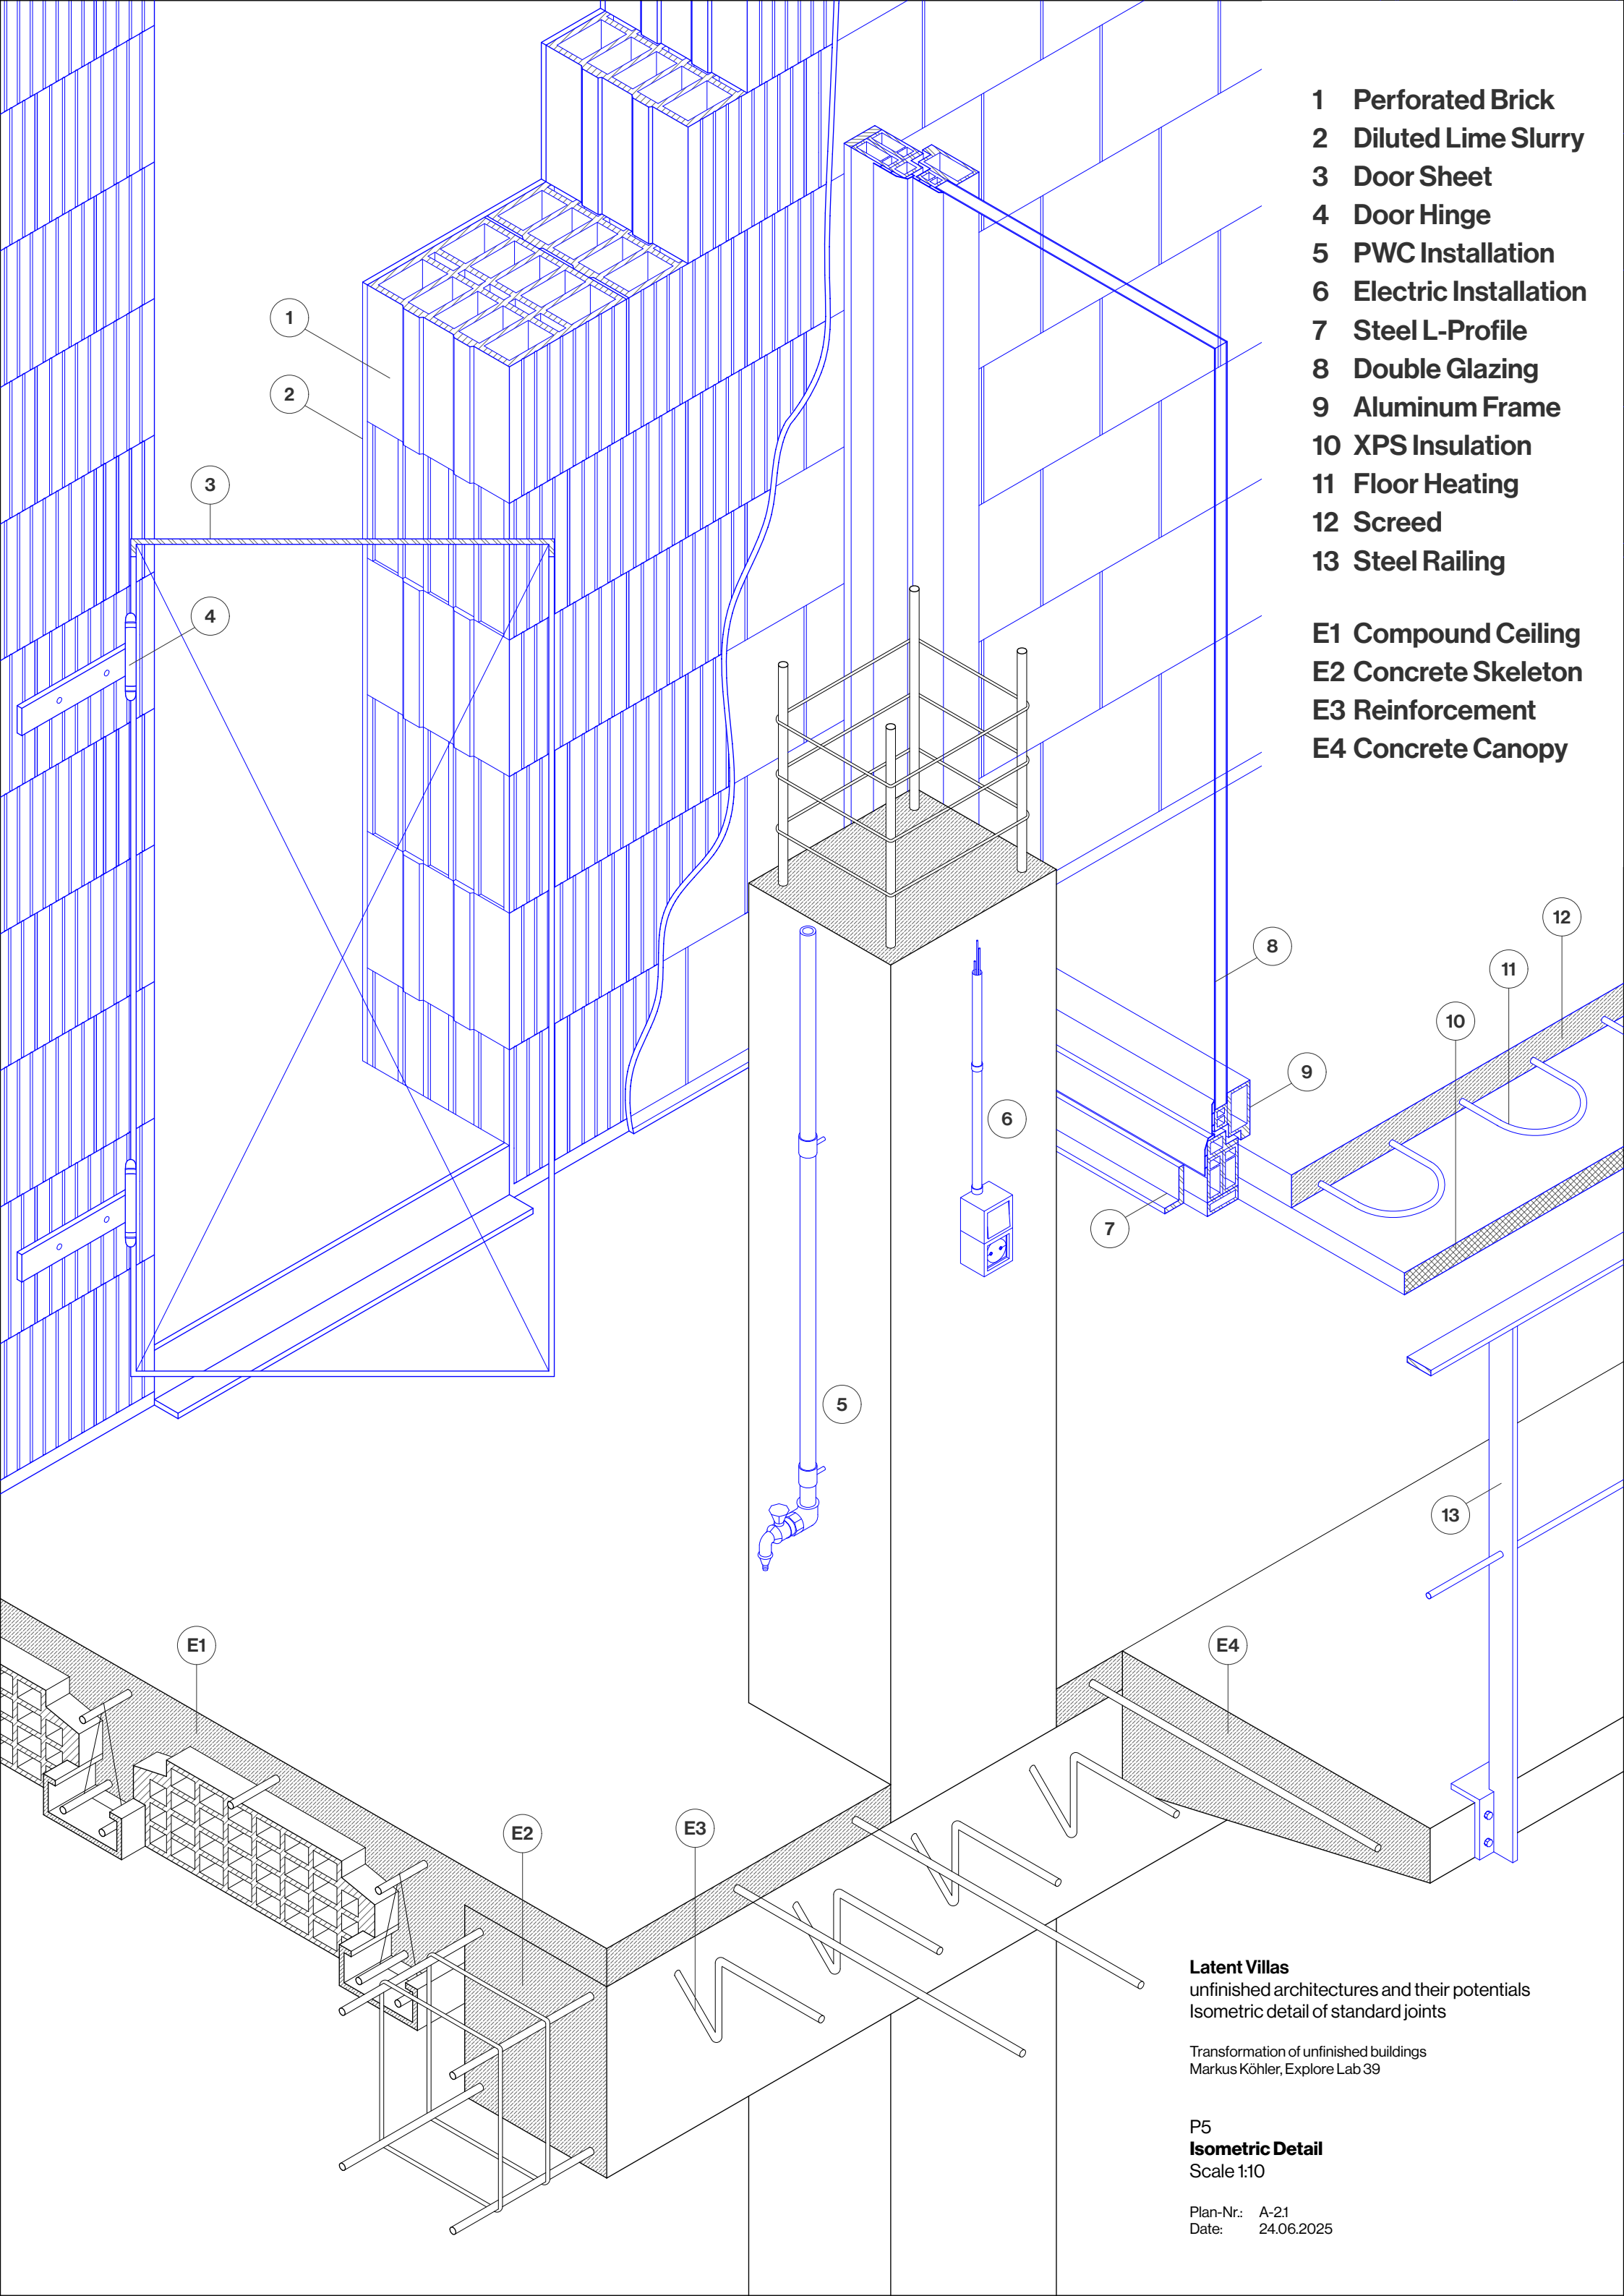 1 Perforated Brick
2 Diluted Lime Slurry
3 Door Sheet
4 Door Hinge
5 PWC Installation
6 Electric Installation
7 Steel L-Profile
8 Double Glazing
9 Aluminum Frame
10 XPS Insulation
11 Floor Heating
12 Screed
13 Steel Railing
E1 Compound Ceiling
E2 Concrete Skeleton
E3 Reinforcement
E4 Concrete Canopy
1
2
3
4
12
8
11
10
9
6
7
5
13
E1
E4
E2
E3
Latent Villas
unfinished architectures and their potentials
Isometric detail of standard joints
Transformation of unfinished buildings
Markus Köhler, Explore Lab 39
P5
Isometric Detail
Scale 1:10
Plan-Nr.: A-2.1
Date: 24.06.2025